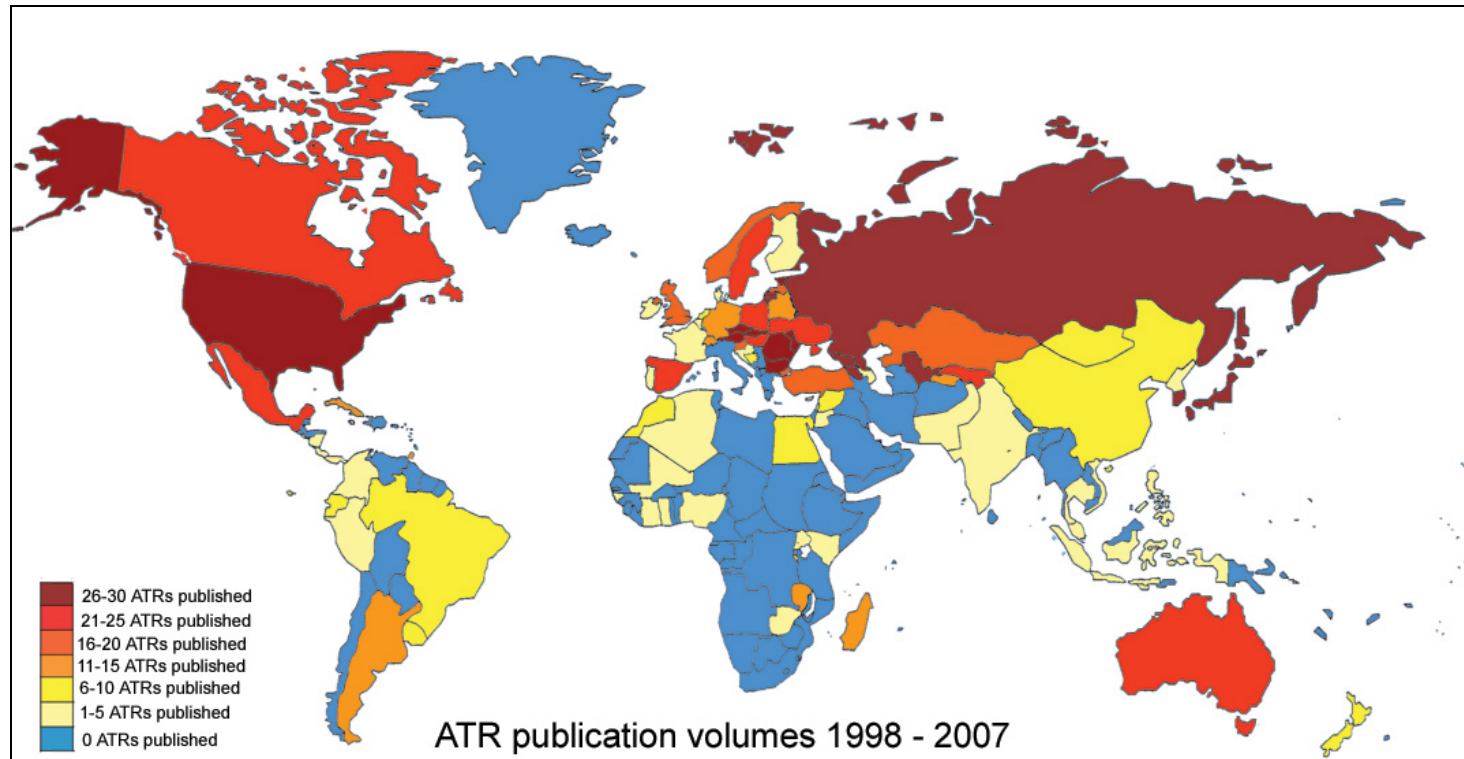 26-30 ATRs published
21-25 ATRs published
16-20 ATRs published
11-15 ATRs published
6-10 ATRs published
1-5 ATRs published
0 ATRs published
ATR publication volumes 1998 - 2007